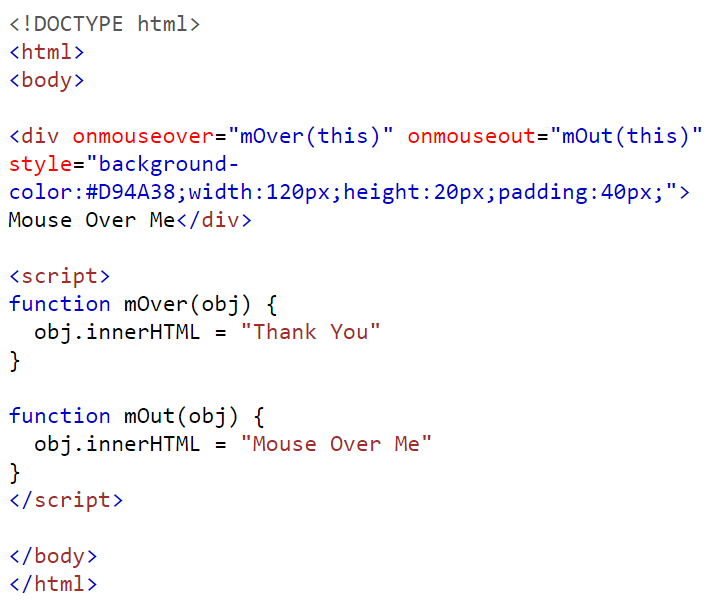 <!DOCTYPE html>
<html>
<body>
<div onmouseover="mOver(this)" onmouseout="mOut(this)"
style="background-
color:#D94A38;width:120px;height:20px;padding:40px;">
Mouse Over Me</div>
<script>
function mOver(obj) {
  obj.innerHTML = "Thank You"
}
function mOut(obj) {
  obj.innerHTML = "Mouse Over Me"
}
</script>
</body>
</html>